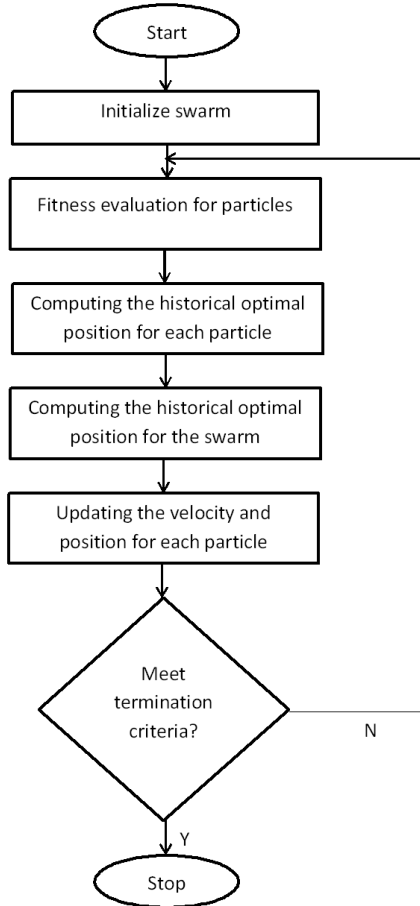 Start
Initialize swarm
Fitness evaluation for particles
Computing the historical optimal
position for each particle
Computing the historical optimal
position for the swarm
Updating the velocity and
position for each particle
Meet
termination
criteria?
N
Y
Stop